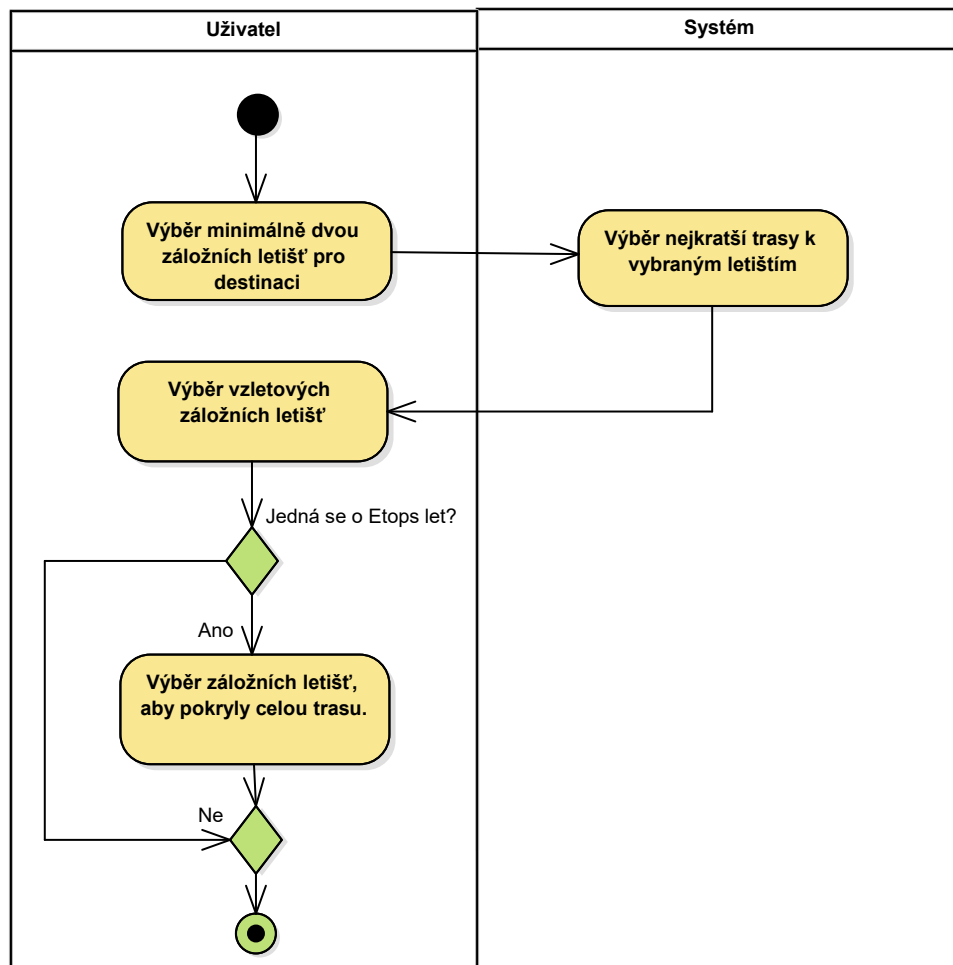 Uživatel
Systém
Výběr minimálně dvou
záložních letišť pro
destinaci
Výběr nejkratší trasy k
vybraným letištím
Výběr vzletových
záložních letišť
Jedná se o Etops let?
Ano
Výběr záložních letišť,
aby pokryly celou trasu.
Ne